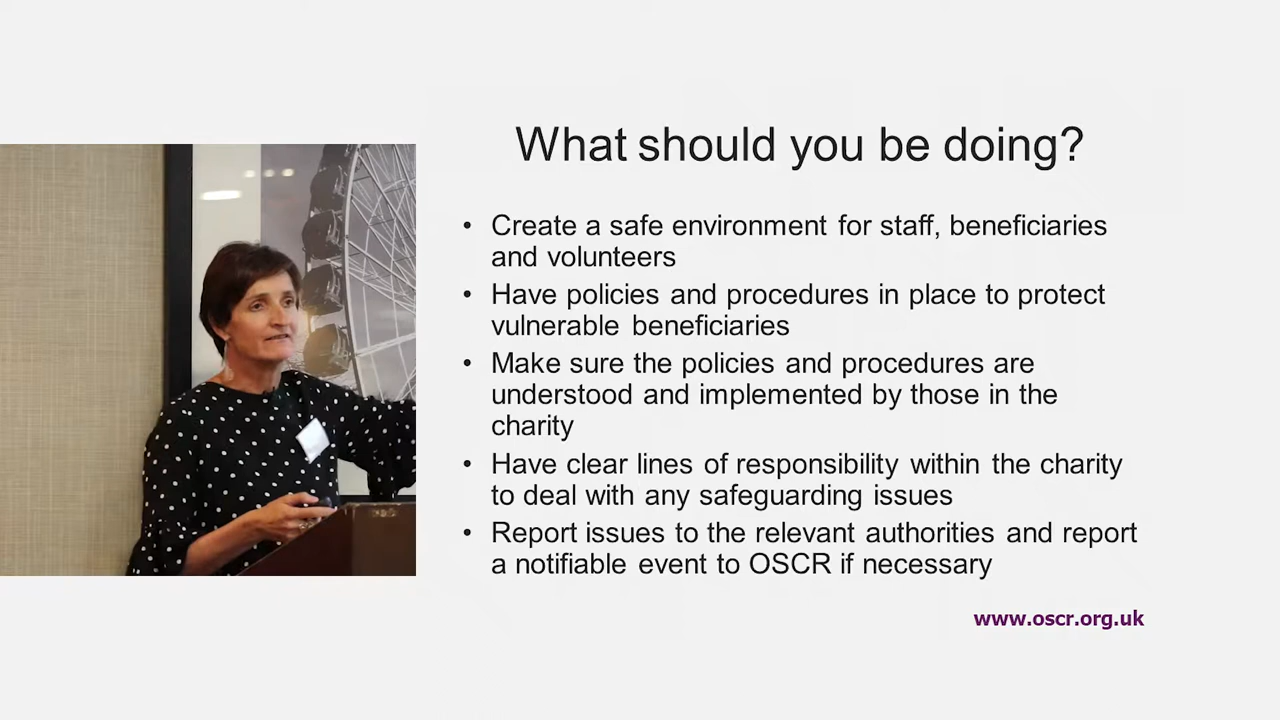 What should you be doing?
• Create a safe environment for staff, beneficiaries
and volunteers
• Have policies and procedures in place to protect
vulnerable beneficiaries
• Make sure the policies and procedures are
understood and implemented by those in the
charity
• Have clear lines of responsibility within the charity
to deal with any safeguarding issues
• Report issues to the relevant authorities and report
a notifiable event to OSCR if necessary
www.oscr.org.uk